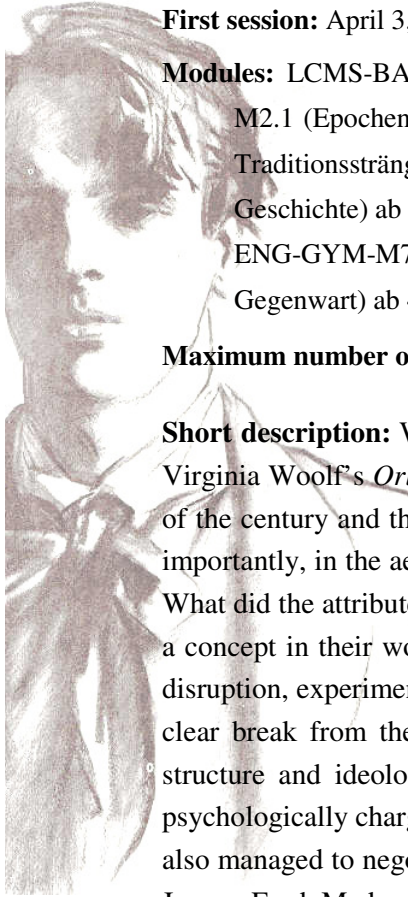 First session: April 3,
Modules: LCMS-BA
M2.1 (Epochen
Traditionssträng
Geschichte) ab
ENG-GYM-M7
Gegenwart) ab
Maximum number o
Short description: W
Virginia Woolf's Or
of the century and th
importantly, in the ae
What did the attribut
a concept in their wo
disruption, experimen
clear break from the
structure and ideolo
psychologically charg
also managed to nego